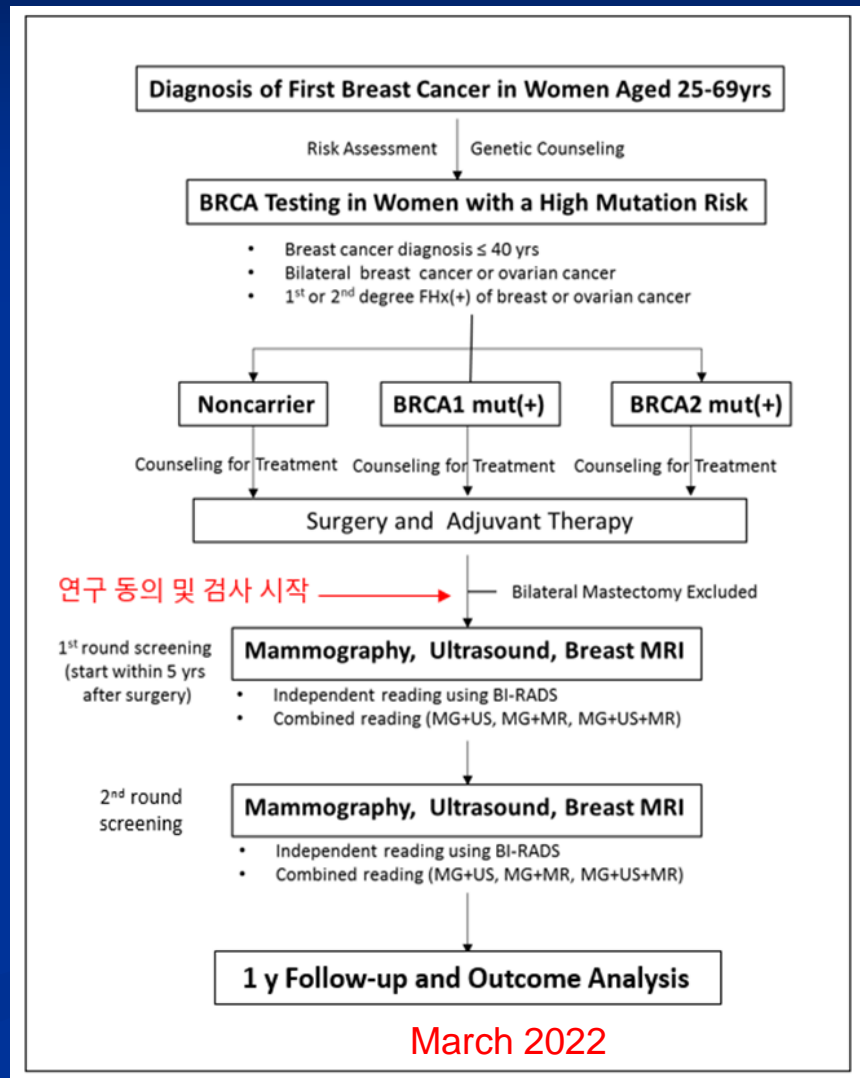 Diagnosis of First Breast Cancer in Women Aged 25-69yrs
Risk Assessment Genetic Counseling
BRCA Testing in Women with a High Mutation Risk
• Breast cancer diagnosis ≤ 40 yrs
• Bilateral breast cancer or ovarian cancer
• 1st or 2nd degree FHx(+) of breast or ovarian cancer
Noncarrier BRCA1 mut(+) BRCA2 mut(+)
Counseling for Treatment Counseling for Treatment Counseling for Treatment
Surgery and Adjuvant Therapy
연구 동의 및 검사 시작
Bilateral Mastectomy Excluded
1st round screening
(start within 5 yrs
after surgery)
Mammography, Ultrasound, Breast MRI
• Independent reading using BI-RADS
• Combined reading (MG+US, MG+MR, MG+US+MR)
2nd round
screening
Mammography, Ultrasound, Breast MRI
• Independent reading using BI-RADS
• Combined reading (MG+US, MG+MR, MG+US+MR)
1 y Follow-up and Outcome Analysis
March 2022